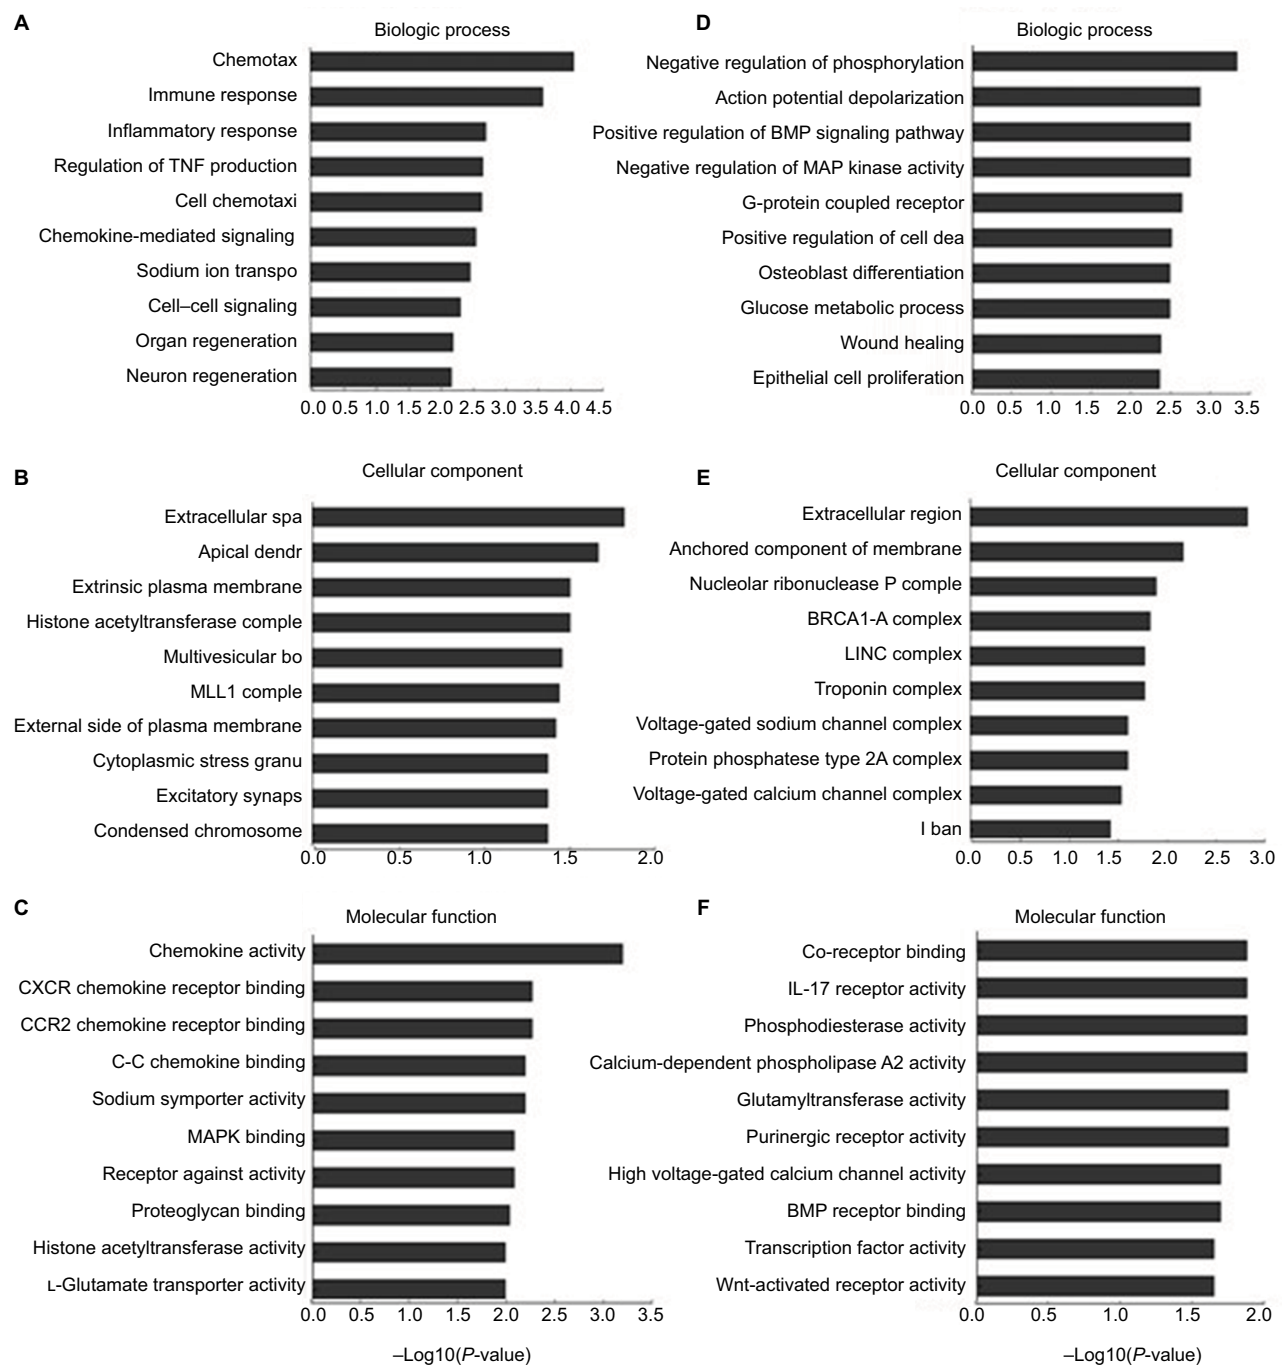 A
Biologic process
Chemotax
Immune response
Inflammatory response
Regulation of TNF production
Cell chemotaxi
Chemokine-mediated signaling
Sodium ion transpo
Cell–cell signaling
Organ regeneration
Neuron regeneration
0.0 0.5 1.0 1.5 2.0 2.5 3.0 3.5 4.0 4.5
B
Cellular component
Extracellular spa
Apical dendr
Extrinsic plasma membrane
Histone acetyltransferase comple
Multivesicular bo
MLL1 comple
External side of plasma membrane
Cytoplasmic stress granu
Excitatory synaps
Condensed chromosome
0.0 0.5 1.0 1.5 2.0
C
Molecular function
Chemokine activity
CXCR chemokine receptor binding
CCR2 chemokine receptor binding
C-C chemokine binding
Sodium symporter activity
MAPK binding
Receptor against activity
Proteoglycan binding
Histone acetyltransferase activity
ʟ-Glutamate transporter activity
0.0 0.5 1.0 1.5 2.0 2.5 3.0 3.5
–Log10(P-value)
D
Biologic process
Negative regulation of phosphorylation
Action potential depolarization
Positive regulation of BMP signaling pathway
Negative regulation of MAP kinase activity
G-protein coupled receptor
Positive regulation of cell dea
Osteoblast differentiation
Glucose metabolic process
Wound healing
Epithelial cell proliferation
0.0 0.5 1.0 1.5 2.0 2.5 3.0 3.5
E
Cellular component
Extracellular region
Anchored component of membrane
Nucleolar ribonuclease P comple
BRCA1-A complex
LINC complex
Troponin complex
Voltage-gated sodium channel complex
Protein phosphatese type 2A complex
Voltage-gated calcium channel complex
I ban
0.0 0.5 1.0 1.5 2.0 2.5 3.0
F
Molecular function
Co-receptor binding
IL-17 receptor activity
Phosphodiesterase activity
Calcium-dependent phospholipase A2 activity
Glutamyltransferase activity
Purinergic receptor activity
High voltage-gated calcium channel activity
BMP receptor binding
Transcription factor activity
Wnt-activated receptor activity
0.0 0.5 1.0 1.5 2.0
–Log10(P-value)